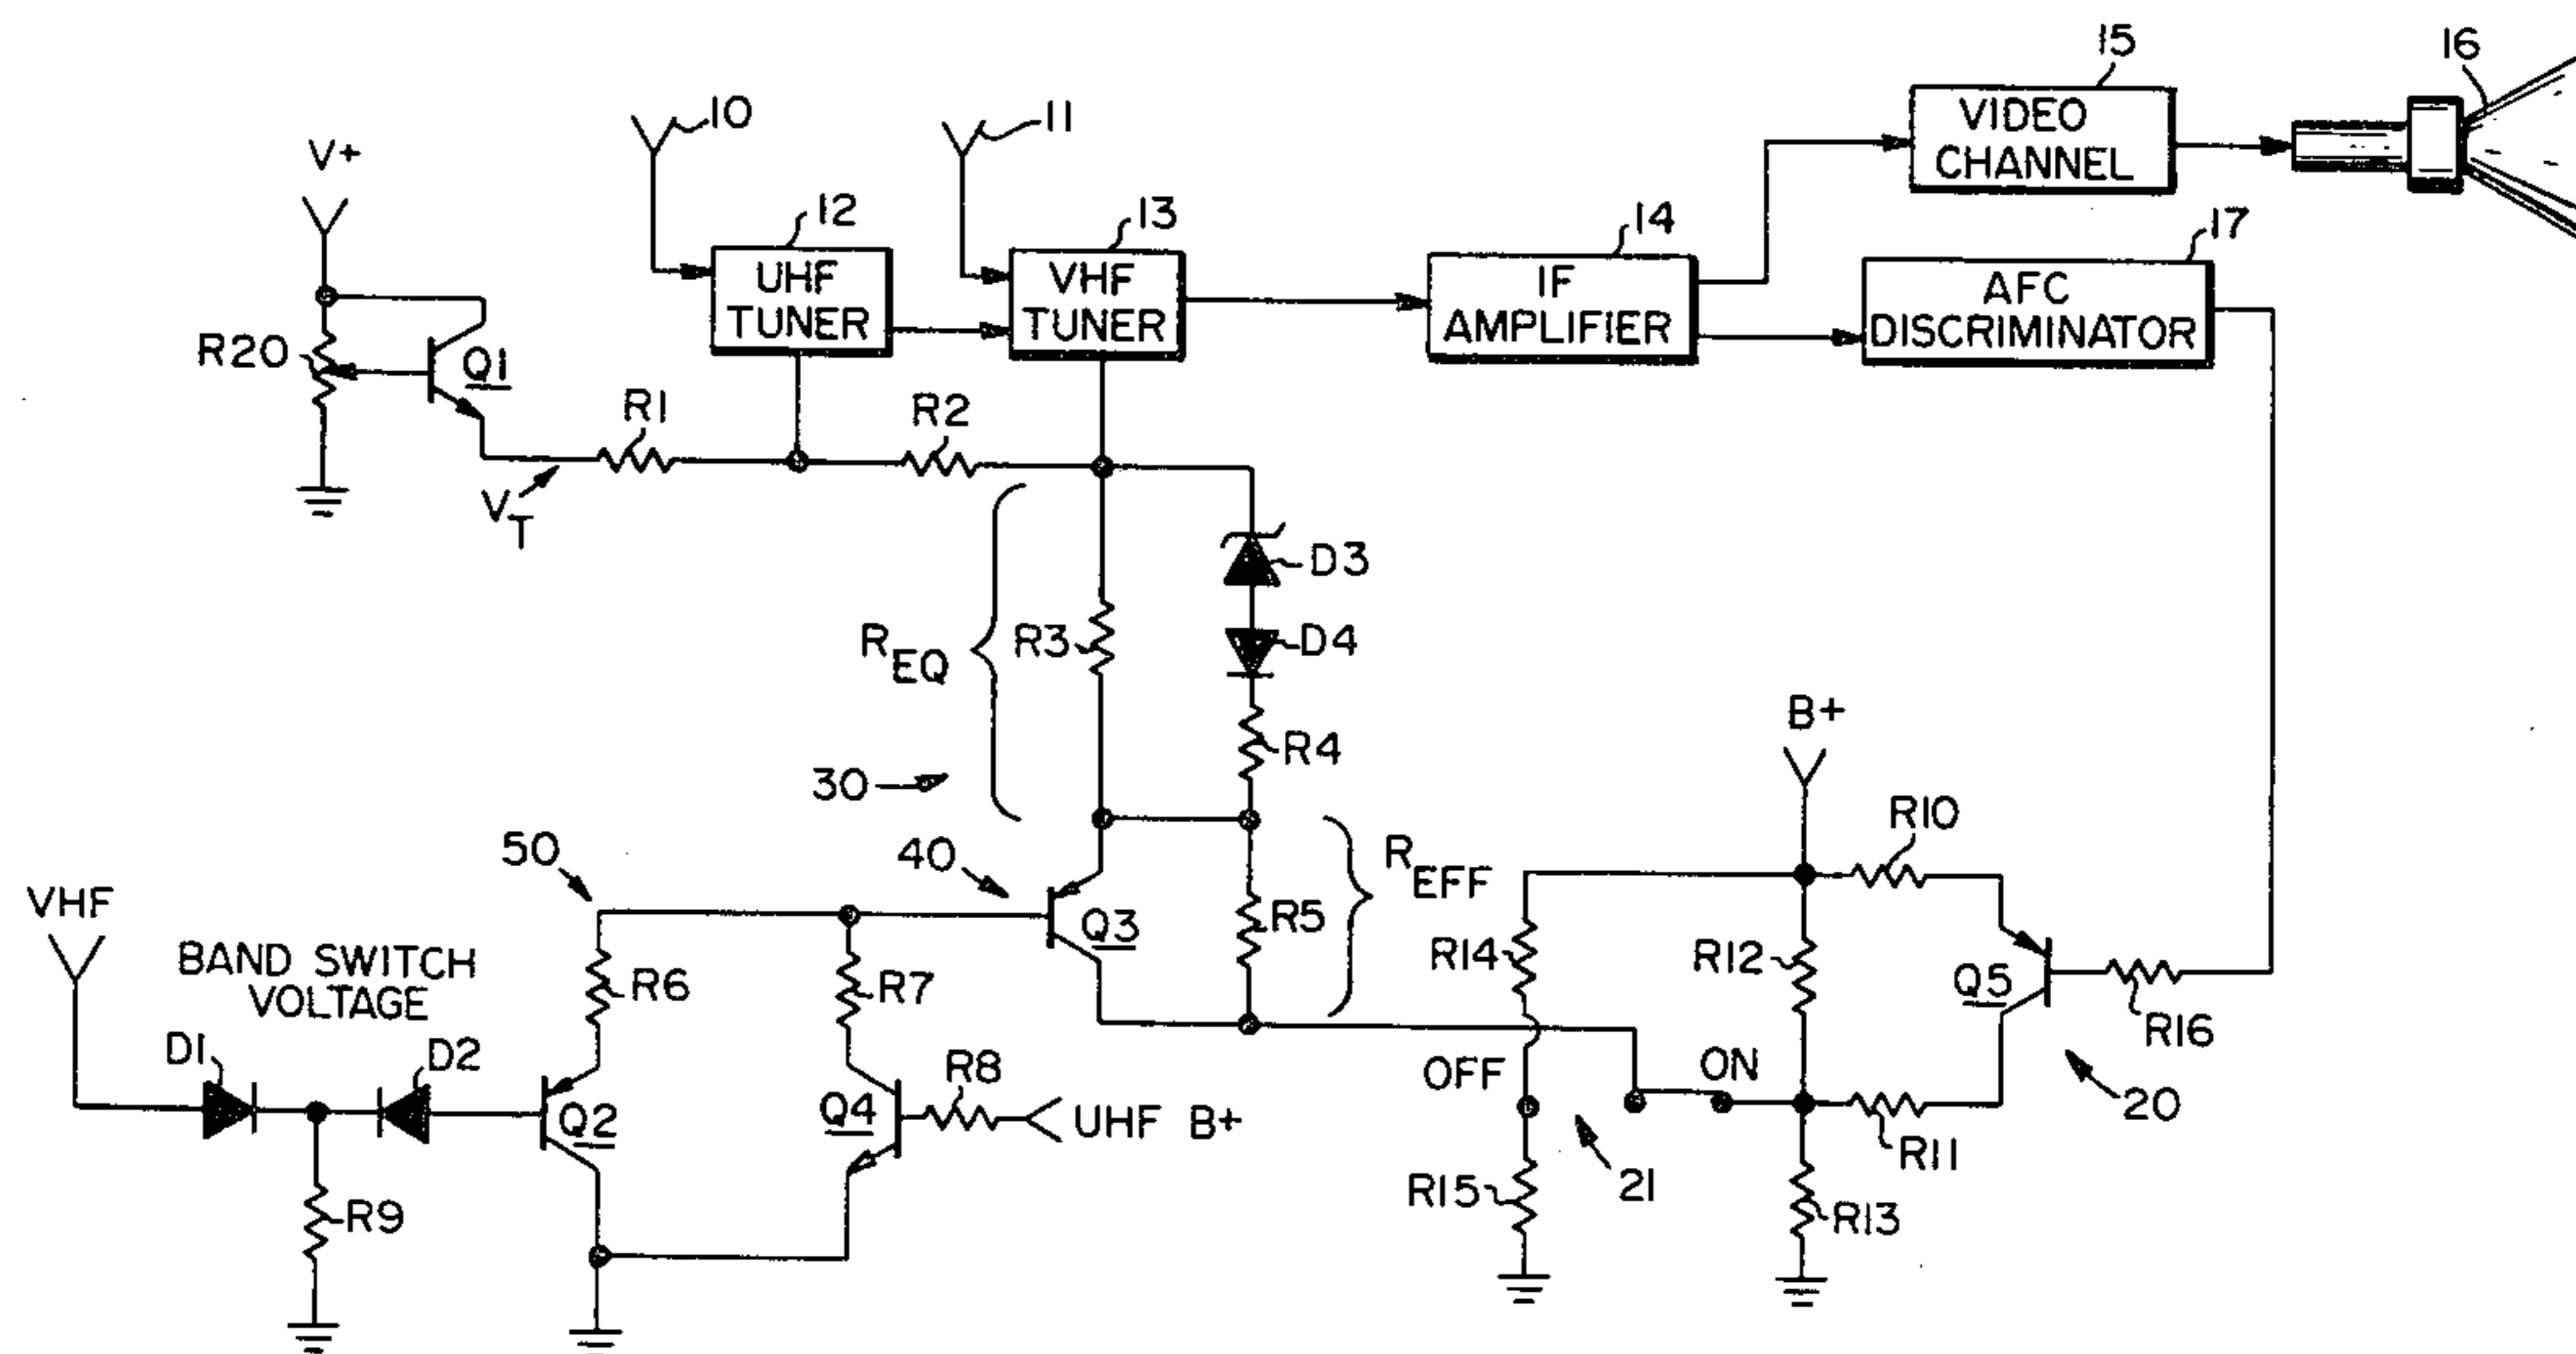 15
16
10
11
V+
VIDEO
CHANNEL
12
13
14
17
UHF
TUNER
VHF
TUNER
IF
AMPLIFIER
AFC
DISCRIMINATOR
R20
Q1
R1
R2
VT
D3
REQ
R3
D4
R4
B+
30
R10
50
40
REFF
VHF
Q3
R5
R14
R12
Q5
BAND SWITCH
VOLTAGE
R6
R7
R16
D1
D2
R8
OFF
ON
Q2
Q4
UHF B+
20
R11
R9
R15
21
R13